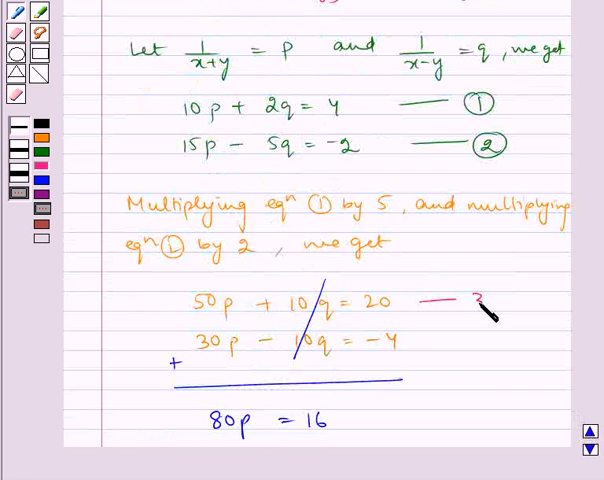 Let 1/(x+y) = p and 1/(x-y) = q, we get
10p + 2q = 4 —— ①
15p - 5q = -2 —— ②
Multiplying eqⁿ ① by 5, and multiplying
eqⁿ ② by 2, we get
50p + 10q = 20 —— 3
30p - 10q = -4
+
80p = 16